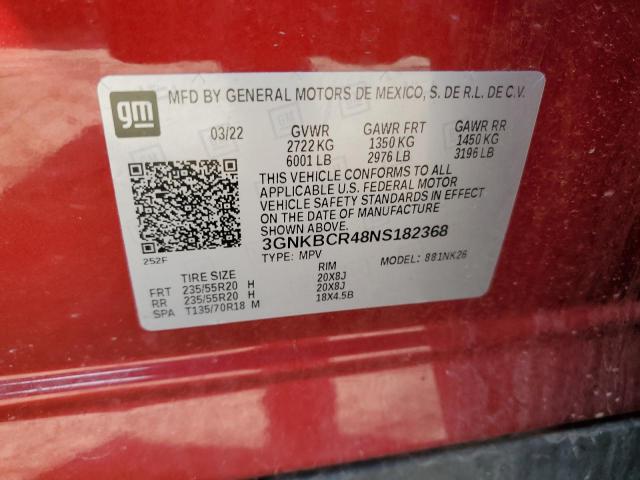 gm MFD BY GENERAL MOTORS DE MEXICO, S. DE R.L. DE C.V.
03/22 GVWR GAWR FRT GAWR RR
2722 KG 1350 KG 1450 KG
6001 LB 2976 LB 3196 LB
THIS VEHICLE CONFORMS TO ALL
APPLICABLE U.S. FEDERAL MOTOR
VEHICLE SAFETY STANDARDS IN EFFECT
ON THE DATE OF MANUFACTURE
SHOWN ABOVE.
3GNKBCR48NS182368
252F TYPE: MPV MODEL: 881NK26
TIRE SIZE RIM
FRT 235/55R20 H 20X8J
RR 235/55R20 H 20X8J
SPA T135/70R18 M 18X4.5B